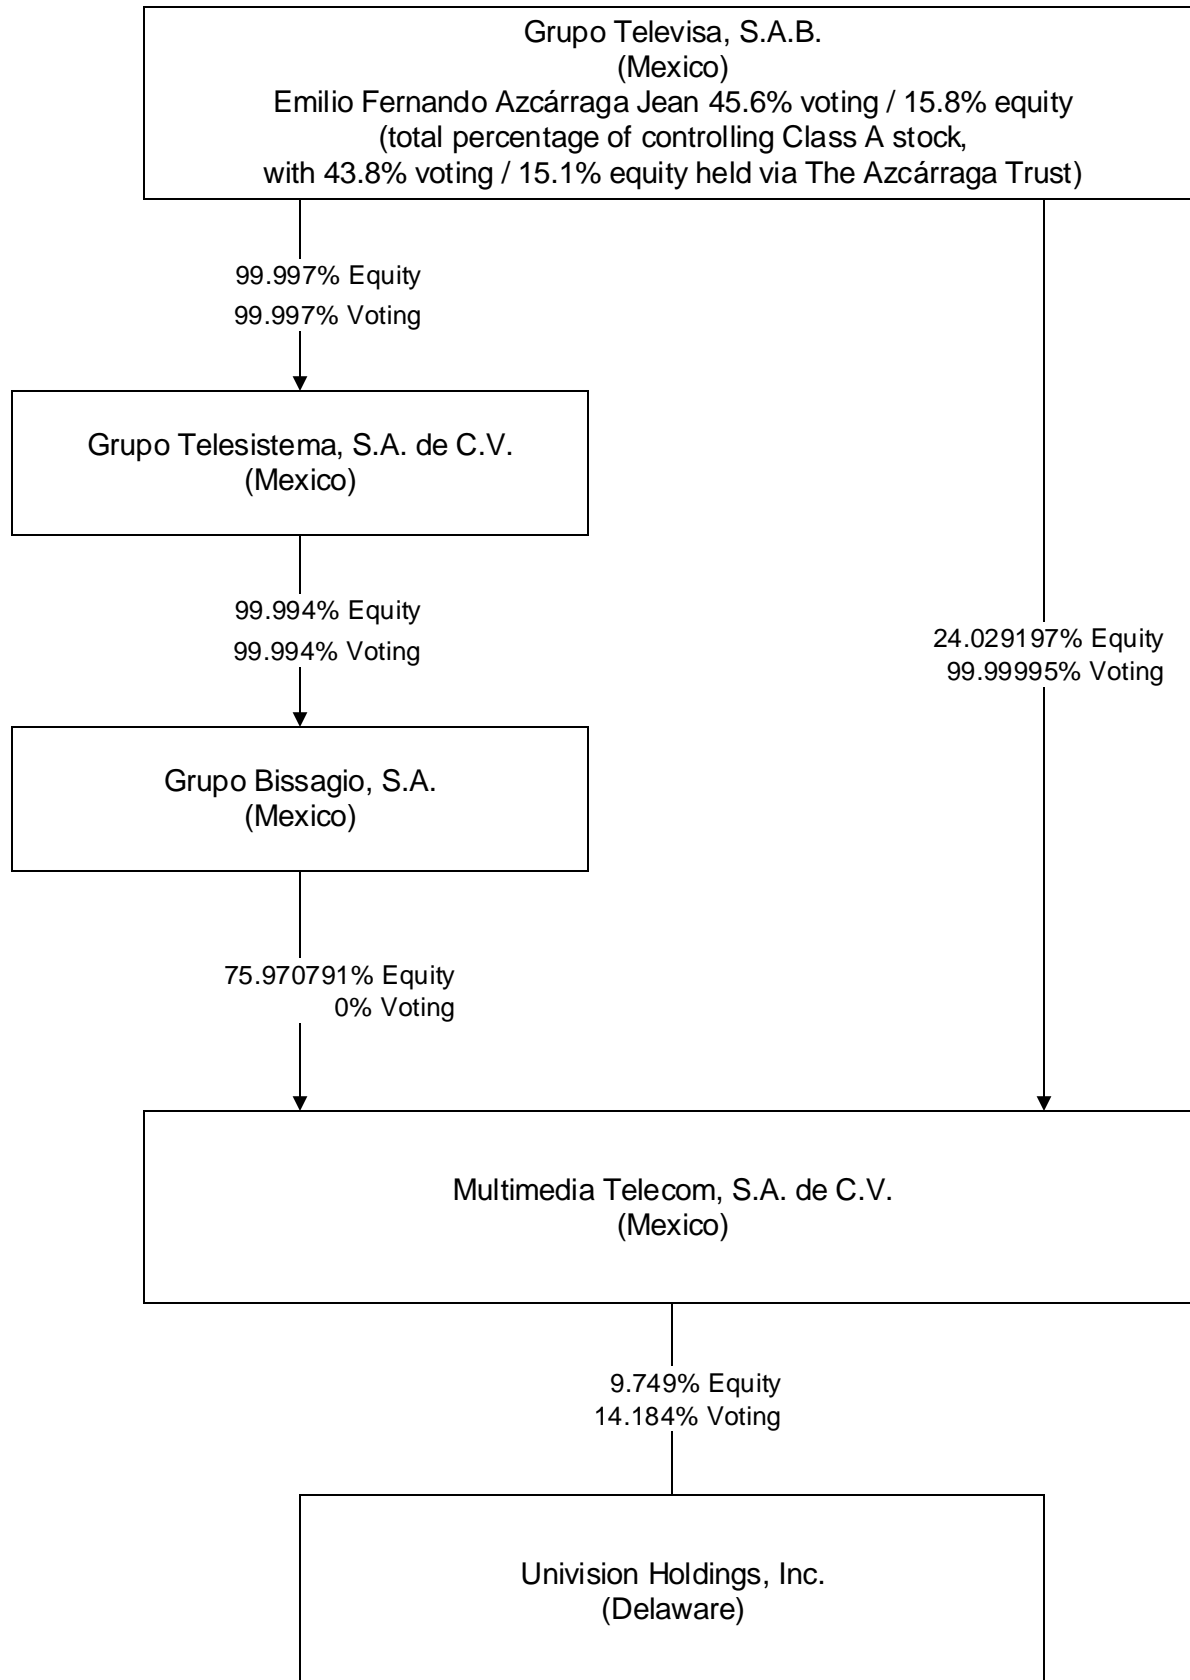 Grupo Televisa, S.A.B.
(Mexico)
Emilio Fernando Azcárraga Jean 45.6% voting / 15.8% equity
(total percentage of controlling Class A stock,
with 43.8% voting / 15.1% equity held via The Azcárraga Trust)
99.997% Equity
99.997% Voting
Grupo Telesistema, S.A. de C.V.
(Mexico)
99.994% Equity
99.994% Voting
24.029197% Equity
99.99995% Voting
Grupo Bissagio, S.A.
(Mexico)
75.970791% Equity
0% Voting
Multimedia Telecom, S.A. de C.V.
(Mexico)
9.749% Equity
14.184% Voting
Univision Holdings, Inc.
(Delaware)